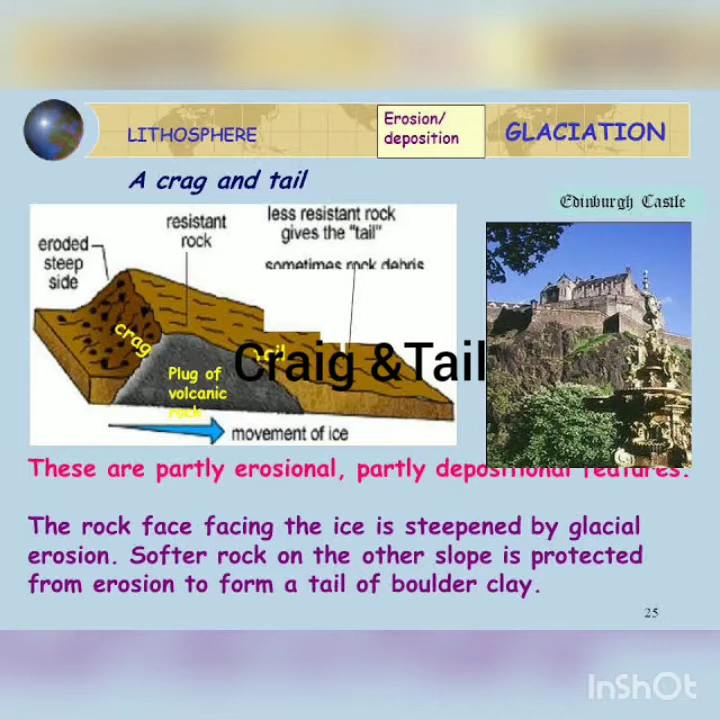 LITHOSPHERE
Erosion/
deposition
GLACIATION
A crag and tail
Edinburgh Castle
resistant
rock
less resistant rock
gives the "tail"
sometimes rock debris
eroded
steep
side
crag
Craig &Tail
Plug of
volcanic
rock
movement of ice
These are partly erosional, partly depositional features.
The rock face facing the ice is steepened by glacial
erosion. Softer rock on the other slope is protected
from erosion to form a tail of boulder clay.
25
InShOt